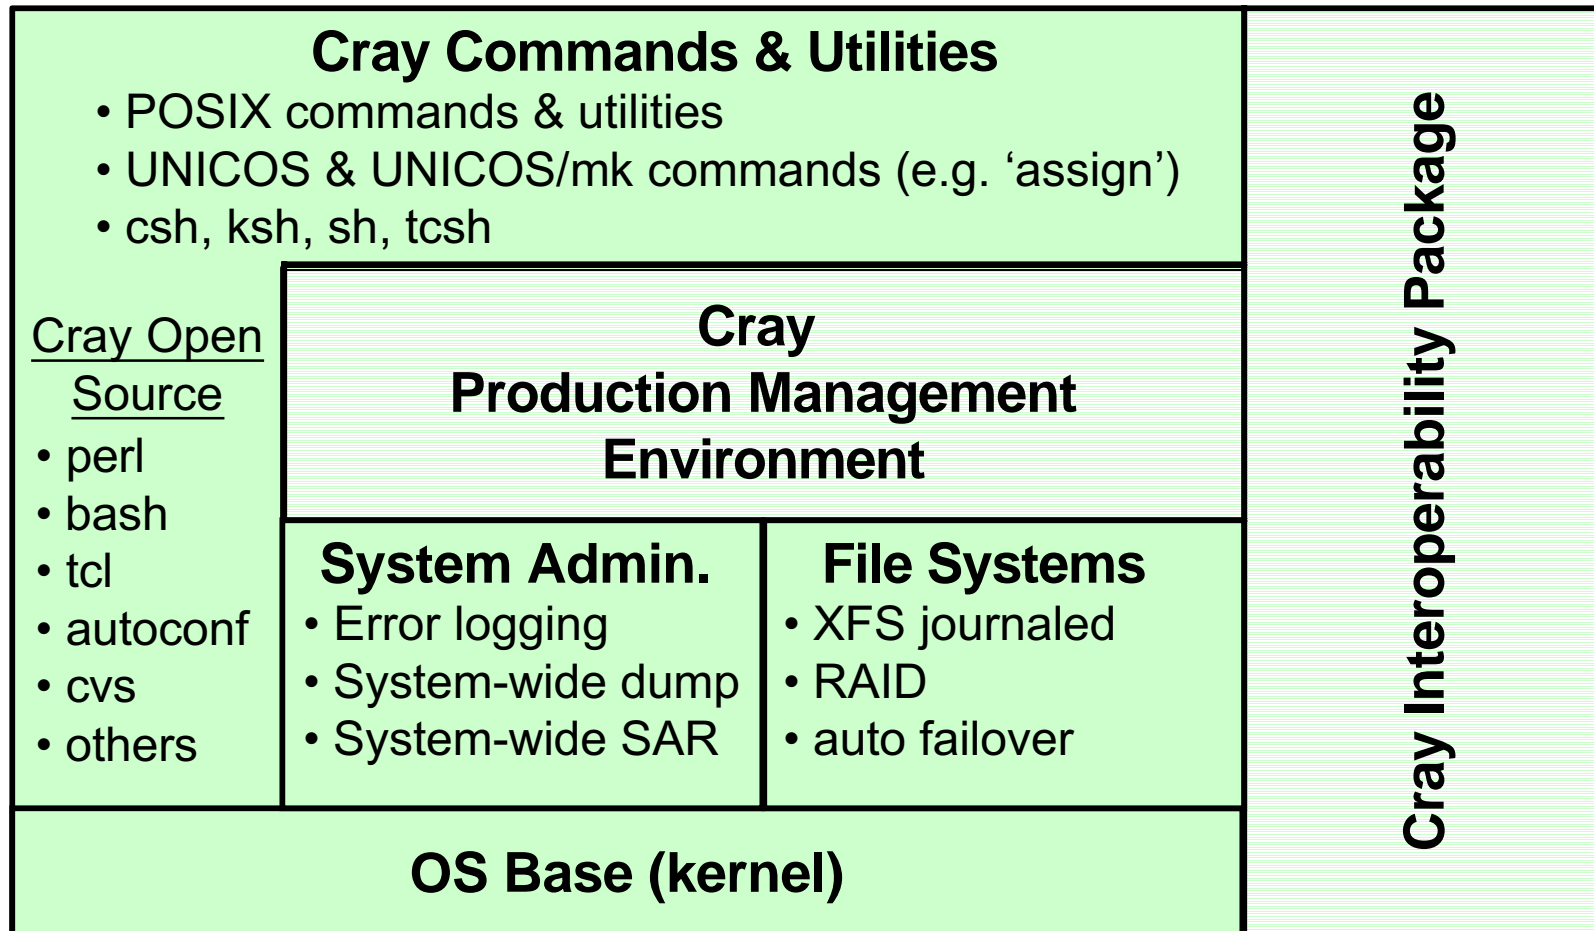 Cray Commands & Utilities
• POSIX commands & utilities
• UNICOS & UNICOS/mk commands (e.g. ‘assign’)
• csh, ksh, sh, tcsh
Cray Open
Source
• perl
• bash
• tcl
• autoconf
• cvs
• others
Cray
Production Management
Environment
System Admin.
• Error logging
• System-wide dump
• System-wide SAR
File Systems
• XFS journaled
• RAID
• auto failover
OS Base (kernel)
Cray Interoperability Package